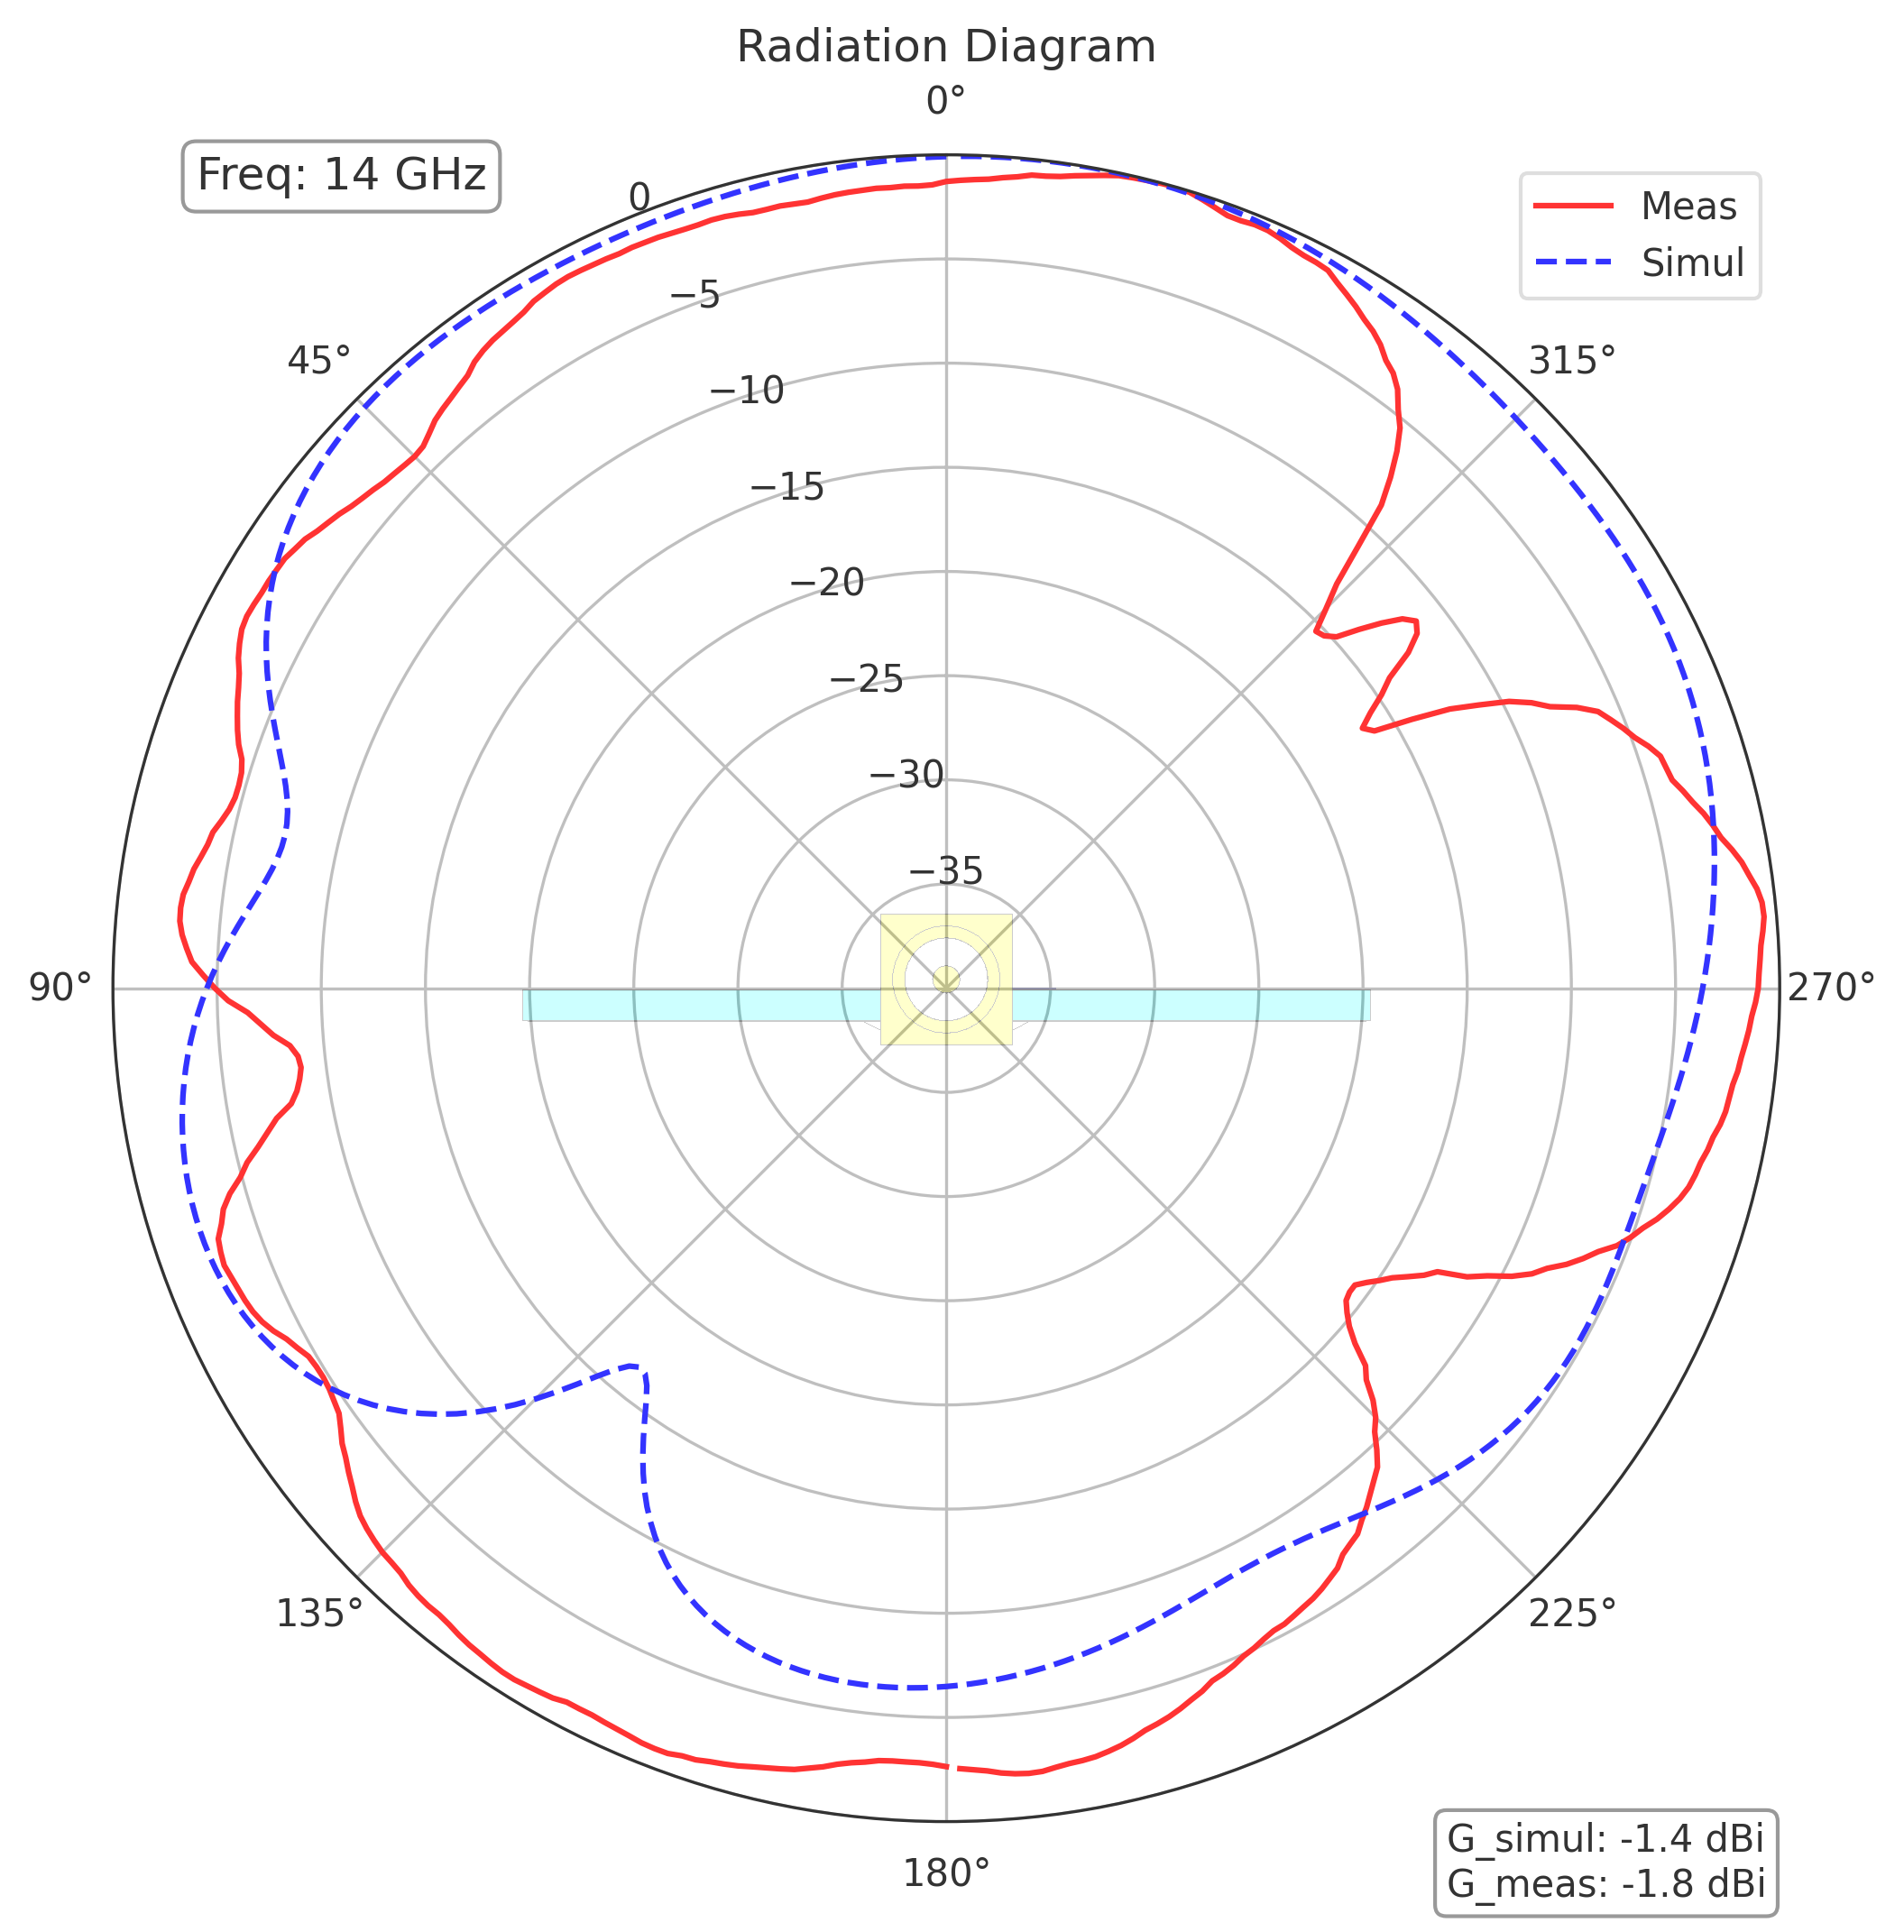 Radiation Diagram
0°
Freq: 14 GHz
0
Meas
Simul
−5
45°
315°
−10
−15
−20
−25
−30
−35
90°
270°
135°
225°
180°
G_simul: -1.4 dBi
G_meas: -1.8 dBi